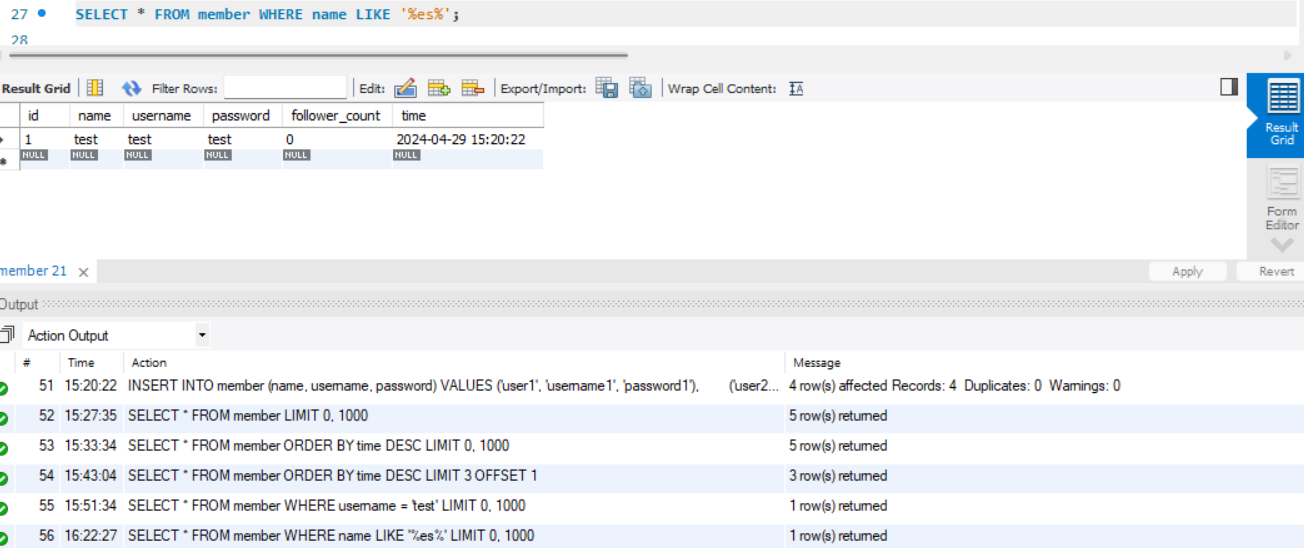 27 SELECT * FROM member WHERE name LIKE '%es%';
28
Result Grid Filter Rows: Edit: Export/Import: Wrap Cell Content:
id name username password follower_count time
1 test test test 0 2024-04-29 15:20:22
NULL NULL NULL NULL NULL NULL
Result
Grid
Form
Editor
member 21
Apply Revert
Output
Action Output
# Time Action Message
51 15:20:22 INSERT INTO member (name, username, password) VALUES ('user1', 'username1', 'password1'), ('user2... 4 row(s) affected Records: 4 Duplicates: 0 Warnings: 0
52 15:27:35 SELECT * FROM member LIMIT 0, 1000 5 row(s) returned
53 15:33:34 SELECT * FROM member ORDER BY time DESC LIMIT 0, 1000 5 row(s) returned
54 15:43:04 SELECT * FROM member ORDER BY time DESC LIMIT 3 OFFSET 1 3 row(s) returned
55 15:51:34 SELECT * FROM member WHERE username = 'test' LIMIT 0, 1000 1 row(s) returned
56 16:22:27 SELECT * FROM member WHERE name LIKE '%es%' LIMIT 0, 1000 1 row(s) returned